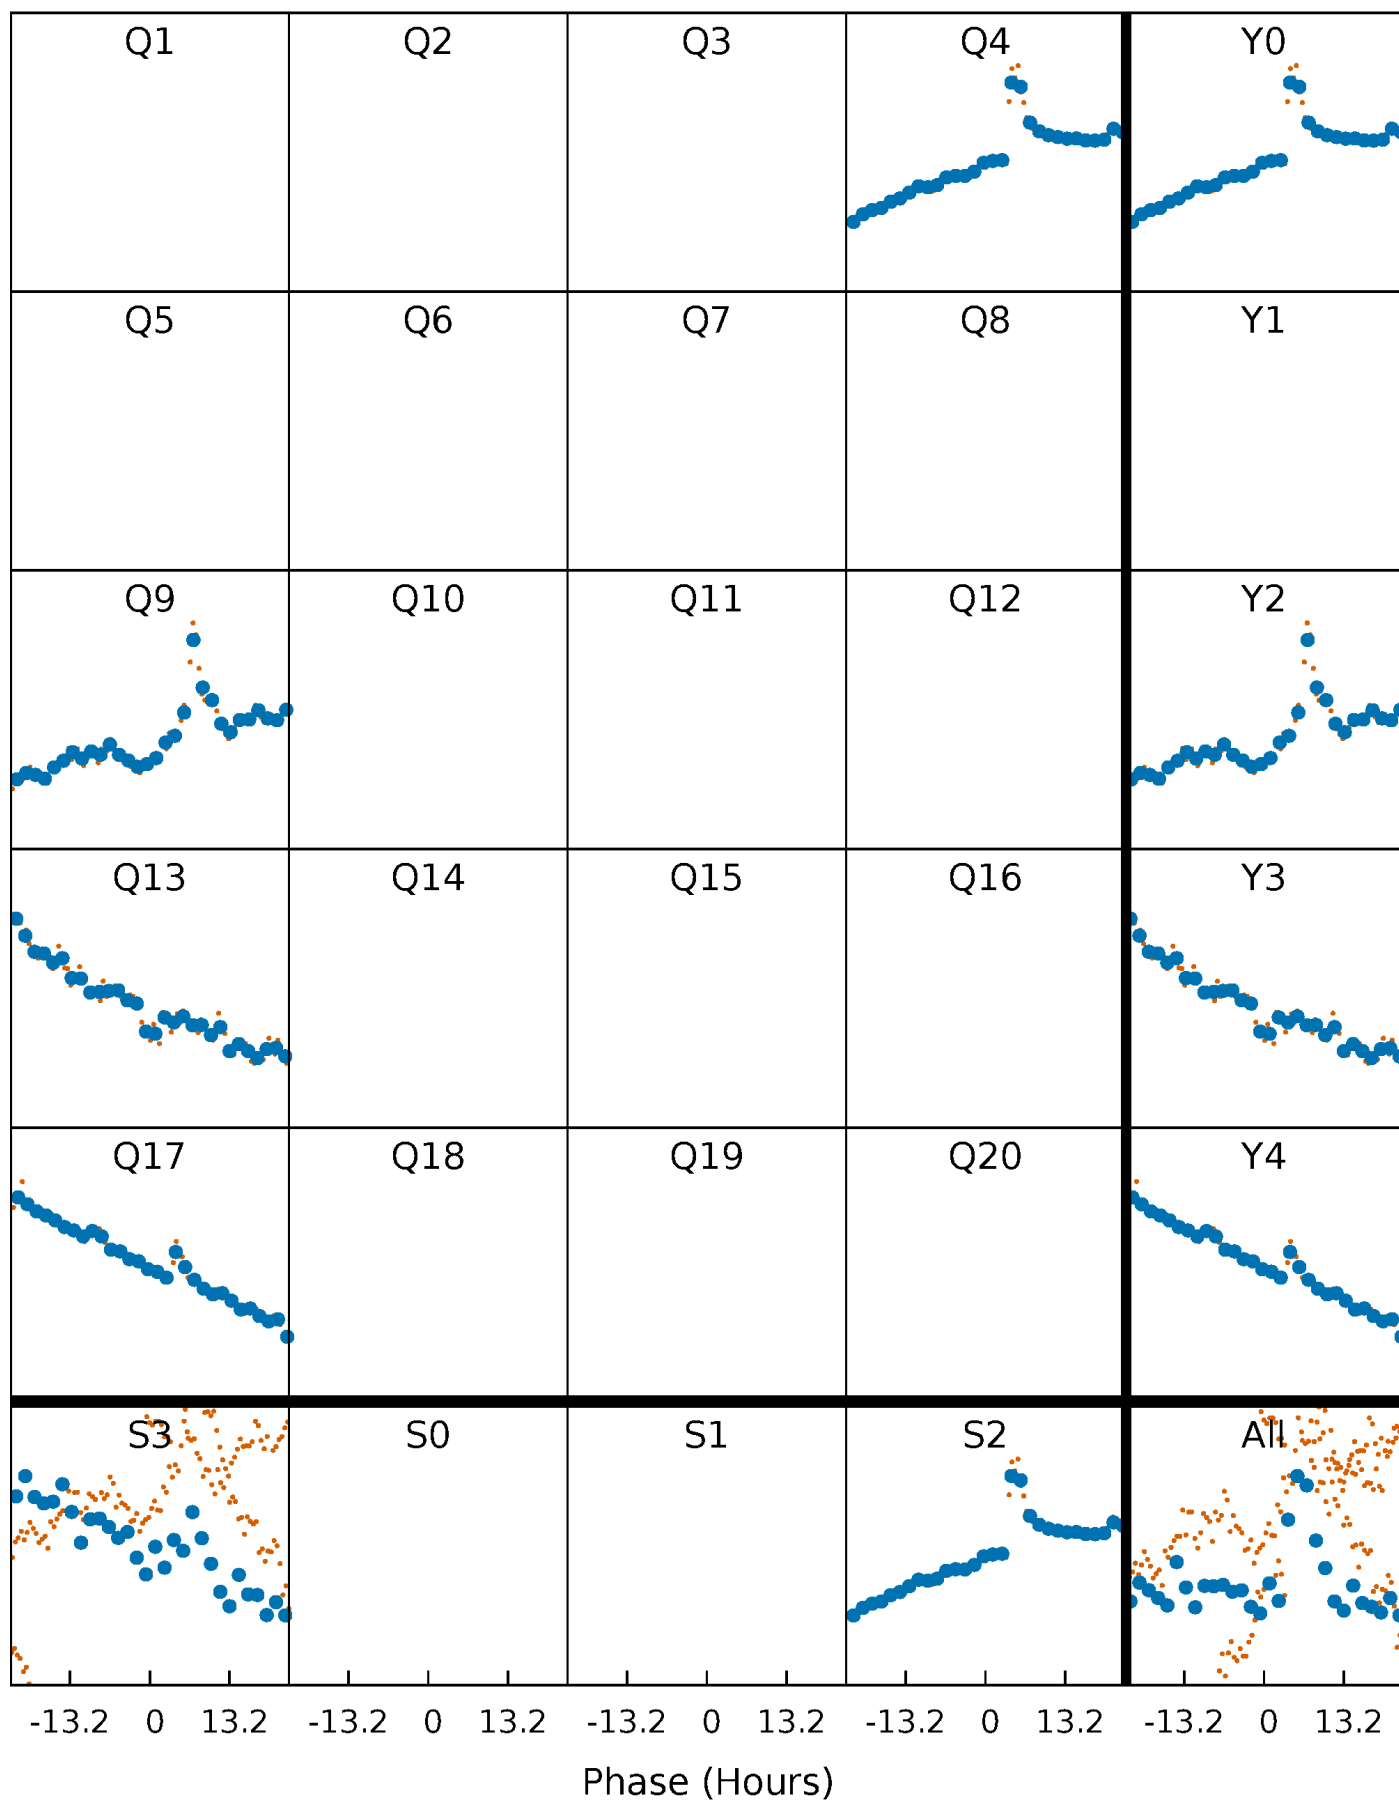 Q1 Q2 Q3 Q4 Y0
Q5 Q6 Q7 Q8 Y1
Q9 Q10 Q11 Q12 Y2
Q13 Q14 Q15 Q16 Y3
Q17 Q18 Q19 Q20 Y4
S3 S0 S1 S2 All
-13.2 0 13.2 -13.2 0 13.2 -13.2 0 13.2 -13.2 0 13.2 -13.2 0 13.2
Phase (Hours)